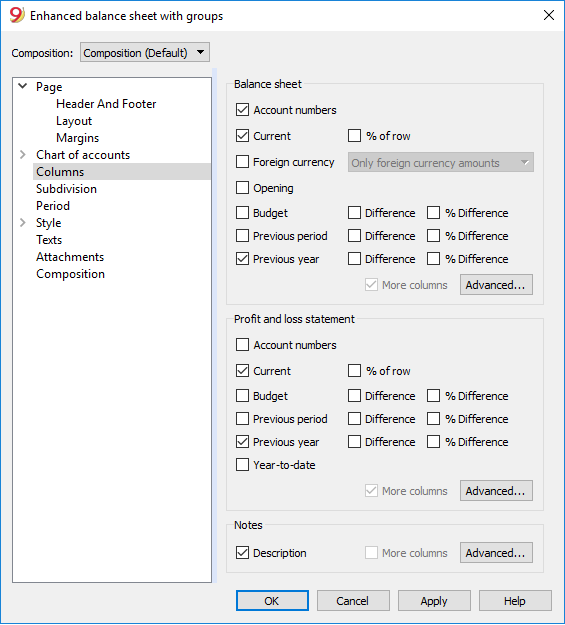 9 Enhanced balance sheet with groups
Composition: Composition (Default)
Page
Header And Footer
Layout
Margins
Chart of accounts
Columns
Subdivision
Period
Style
Texts
Attachments
Composition
Balance sheet
Account numbers
Current % of row
Foreign currency Only foreign currency amounts
Opening
Budget Difference % Difference
Previous period Difference % Difference
Previous year Difference % Difference
More columns Advanced...
Profit and loss statement
Account numbers
Current % of row
Budget Difference % Difference
Previous period Difference % Difference
Previous year Difference % Difference
Year-to-date
More columns Advanced...
Notes
Description More columns Advanced...
OK Cancel Apply Help